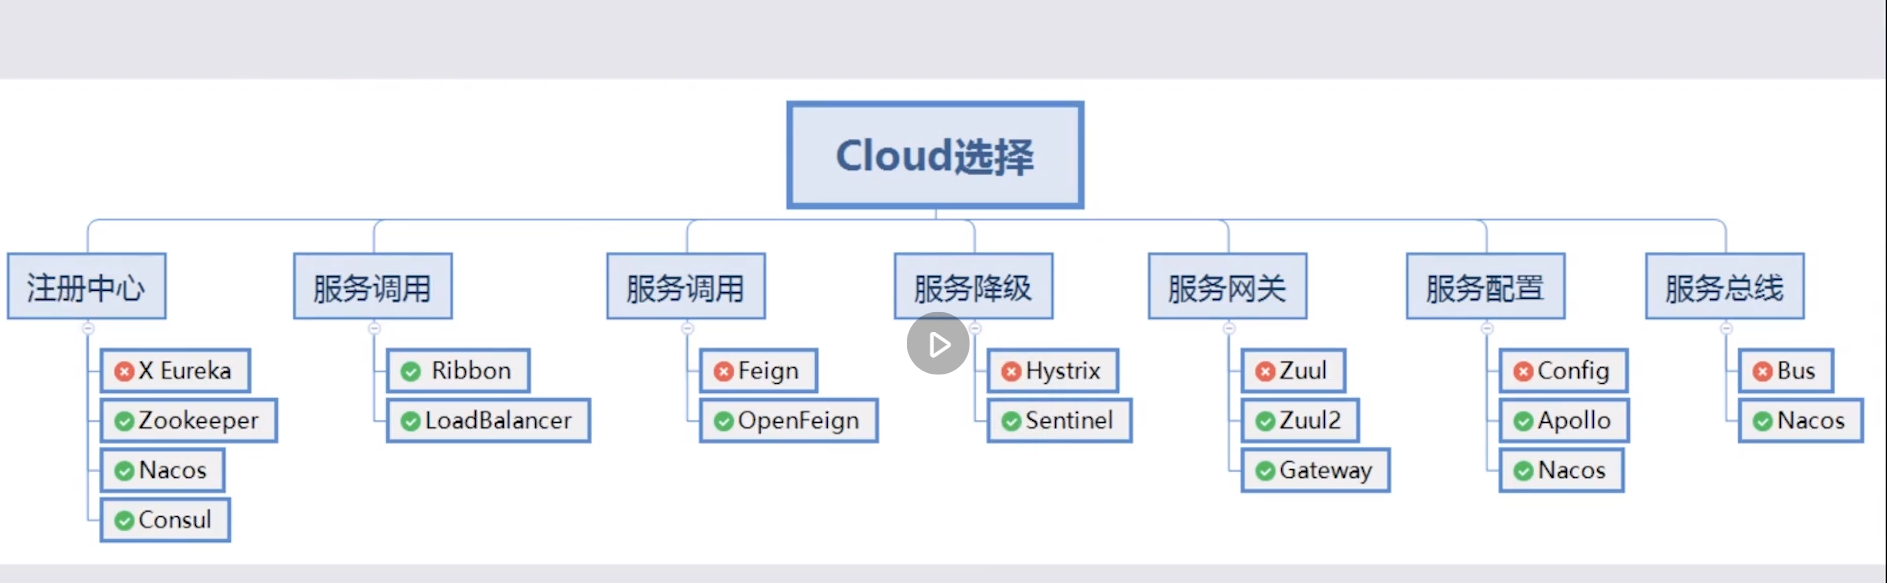 Cloud选择
注册中心
X Eureka
Zookeeper
Nacos
Consul
服务调用
Ribbon
LoadBalancer
服务调用
Feign
OpenFeign
服务降级
Hystrix
Sentinel
服务网关
Zuul
Zuul2
Gateway
服务配置
Config
Apollo
Nacos
服务总线
Bus
Nacos